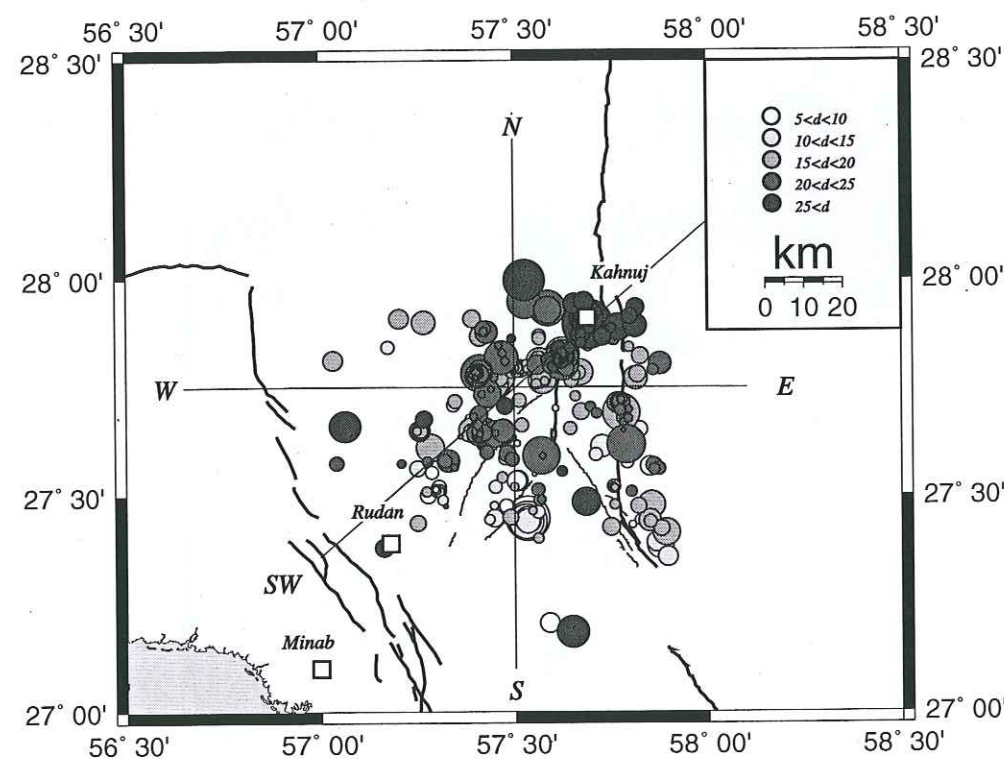 56° 30' 57° 00' 57° 30' 58° 00' 58° 30'
28° 30' 28° 30'
N
5<d<10
10<d<15
15<d<20
20<d<25
25<d
km
0 10 20
Kahnuj
28° 00' 28° 00'
W E
27° 30' 27° 30'
Rudan
SW
Minab
S
27° 00' 27° 00'
56° 30' 57° 00' 57° 30' 58° 00' 58° 30'